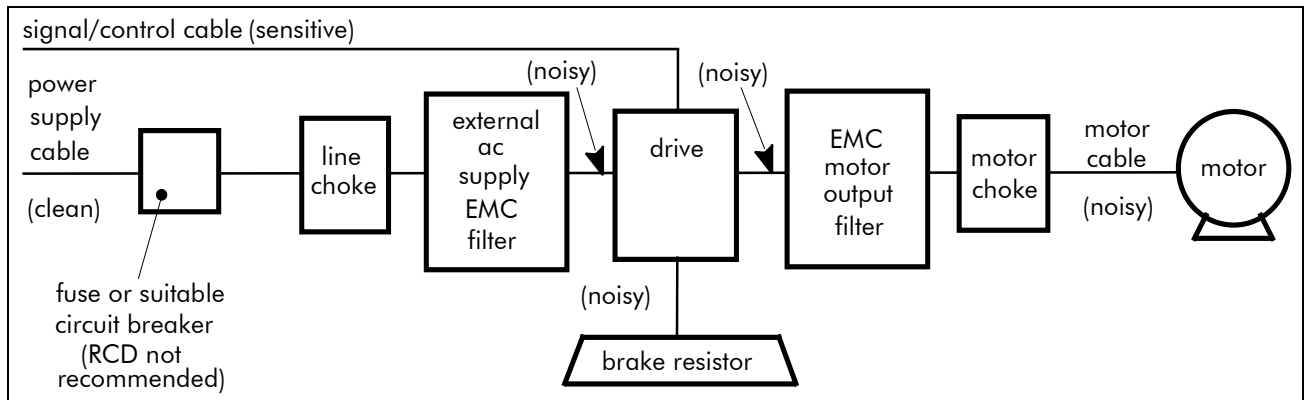 signal/control cable (sensitive)
power
supply
cable
(clean)
fuse or suitable
circuit breaker
(RCD not
recommended)
line
choke
external
ac
supply
EMC
filter
(noisy)
drive
(noisy)
brake resistor
(noisy)
EMC
motor
output
filter
motor
choke
motor
cable
(noisy)
motor